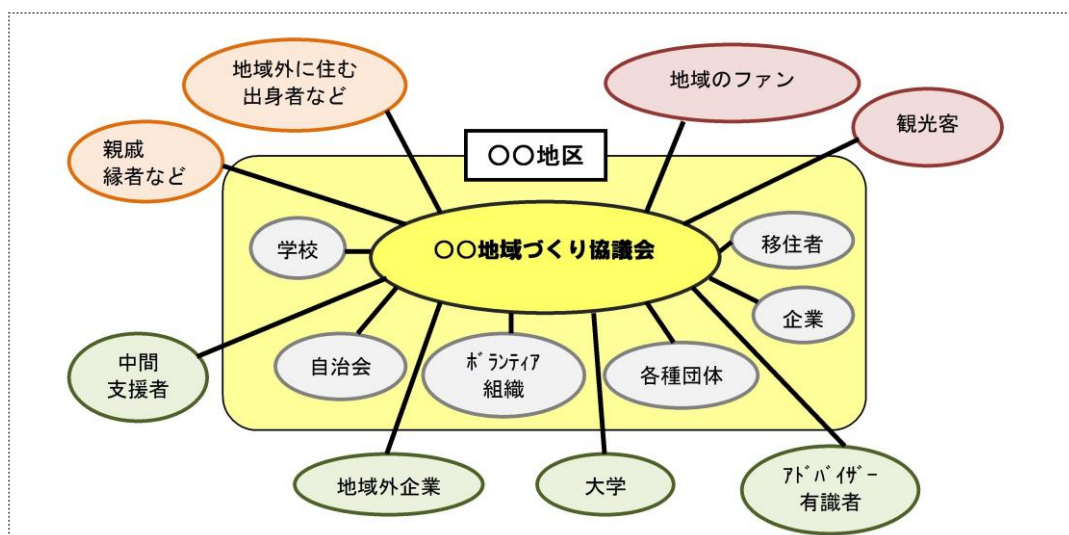 地域外に住む
出身者など
地域のファン
観光客
親戚
縁者など
〇〇地区
〇〇地域づくり協議会
学校
移住者
企業
中間
支援者
自治会
ﾎﾞﾗﾝﾃｨｱ
組織
各種団体
地域外企業
大学
ｱﾄﾞﾊﾞｲｻﾞｰ
有識者